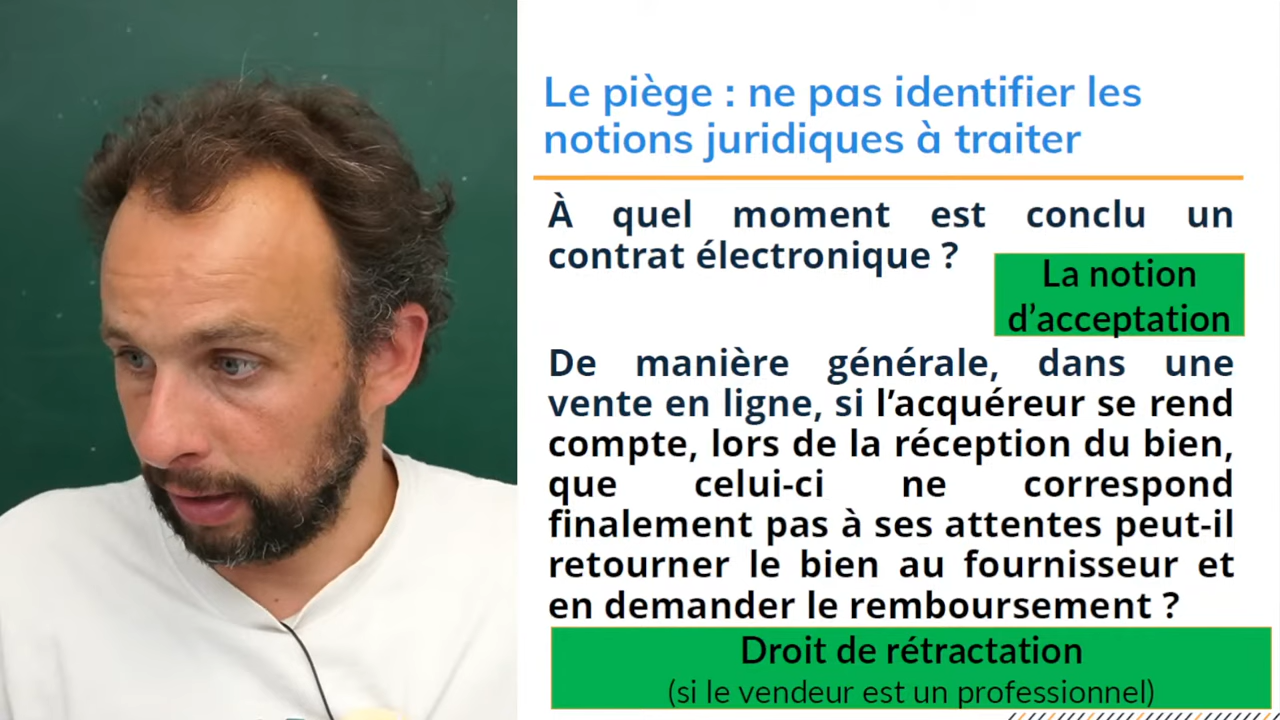 Le piège : ne pas identifier les
notions juridiques à traiter
À quel moment est conclu un
contrat électronique ?
La notion
d’acceptation
De manière générale, dans une
vente en ligne, si l’acquéreur se rend
compte, lors de la réception du bien,
que celui-ci ne correspond
finalement pas à ses attentes peut-il
retourner le bien au fournisseur et
en demander le remboursement ?
Droit de rétractation
(si le vendeur est un professionnel)